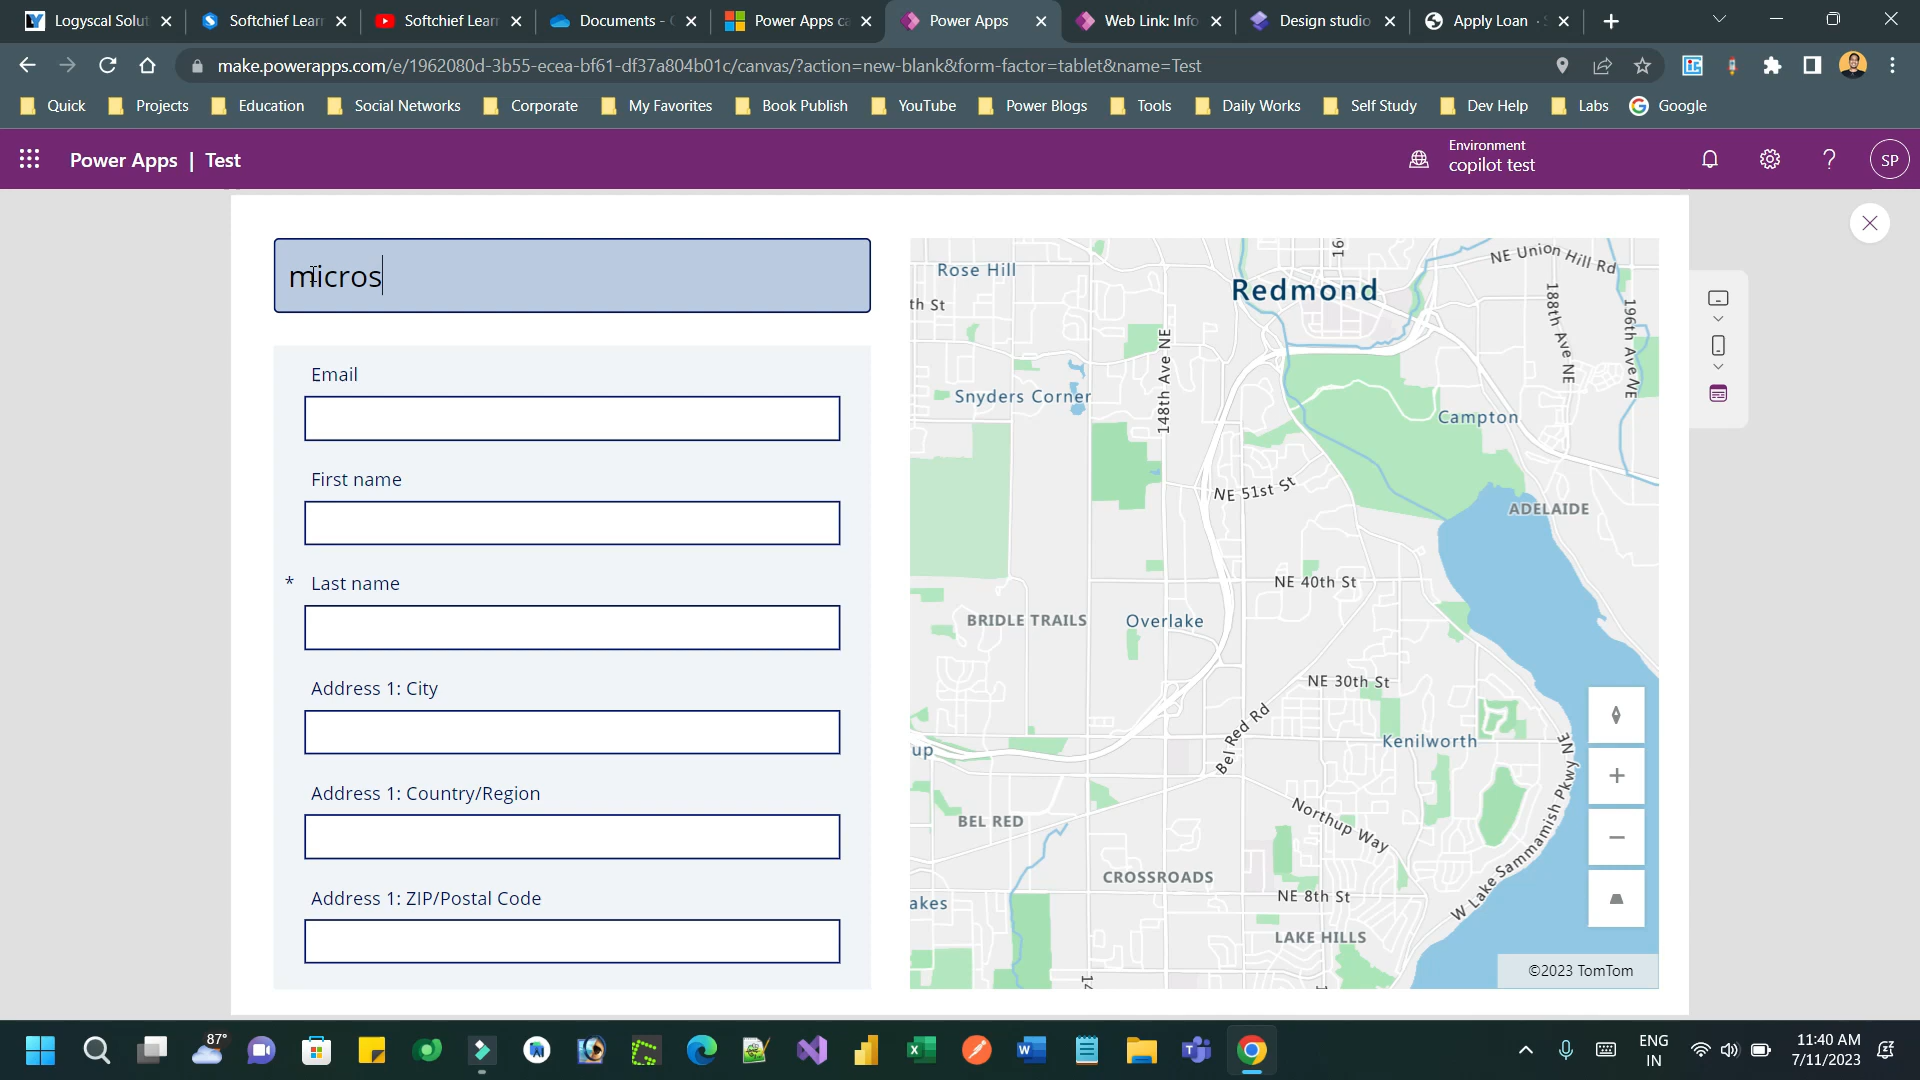 Logyscal Solut
Softchief Lear
Softchief Lear
Documents -
Power Apps ca
Power Apps
Web Link: Info
Design studio
Apply Loan
make.powerapps.com/e/1962080d-3b55-ecea-bf61-df37a804b01c/canvas/?action=new-blank&form-factor=tablet&name=Test
Quick
Projects
Education
Social Networks
Corporate
My Favorites
Book Publish
YouTube
Power Blogs
Tools
Daily Works
Self Study
Dev Help
Labs
Google
Power Apps | Test
Environment
copilot test
SP
micros
Email
First name
* Last name
Address 1: City
Address 1: Country/Region
Address 1: ZIP/Postal Code
Rose Hill
th St
Redmond
NE Union Hill Rd
188th Ave NE
196th Ave NE
148th Ave NE
Snyders Corner
Campton
NE 51st St
ADELAIDE
NE 40th St
BRIDLE TRAILS
Overlake
NE 30th St
Bel Red Rd
up
Kenilworth
Northup Way
BEL RED
CROSSROADS
NE 8th St
akes
LAKE HILLS
W Lake Sammamish Pkwy NE
©2023 TomTom
87°
ENG
IN
11:40 AM
7/11/2023